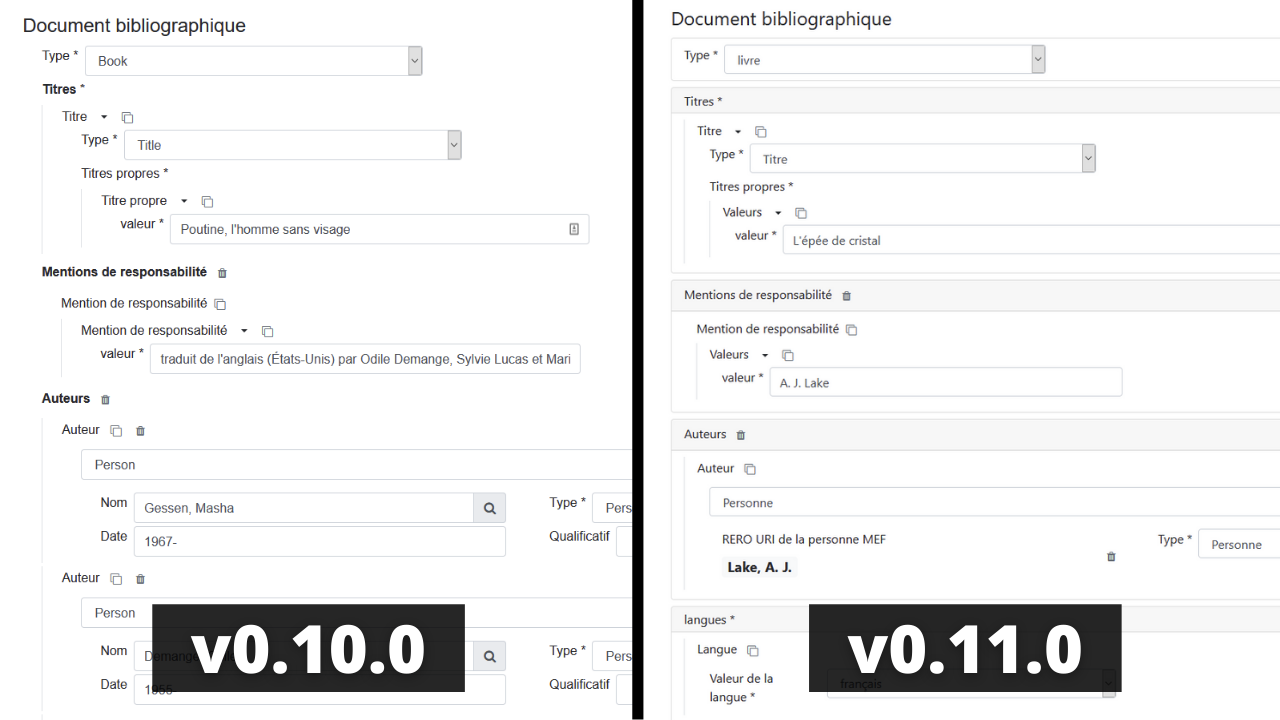 Document bibliographique
Type *
Book
Titres *
Titre
Type *
Title
Titres propres *
Titre propre
valeur *
Poutine, l'homme sans visage
Mentions de responsabilité
Mention de responsabilité
Mention de responsabilité
valeur *
traduit de l'anglais (États-Unis) par Odile Demange, Sylvie Lucas et Mari
Auteurs
Auteur
Person
Nom
Gessen, Masha
Type *
Pers
Date
1967-
Qualificatif
Auteur
Person
Nom
Demange
Type *
Pers
Date
1955-
Qualificatif
v0.10.0
Document bibliographique
Type *
livre
Titres *
Titre
Type *
Titre
Titres propres *
Valeurs
valeur *
L'épée de cristal
Mentions de responsabilité
Mention de responsabilité
Valeurs
valeur *
A. J. Lake
Auteurs
Auteur
Personne
RERO URI de la personne MEF
Type *
Personne
Lake, A. J.
langues *
Langue
Valeur de la
langue *
français
v0.11.0